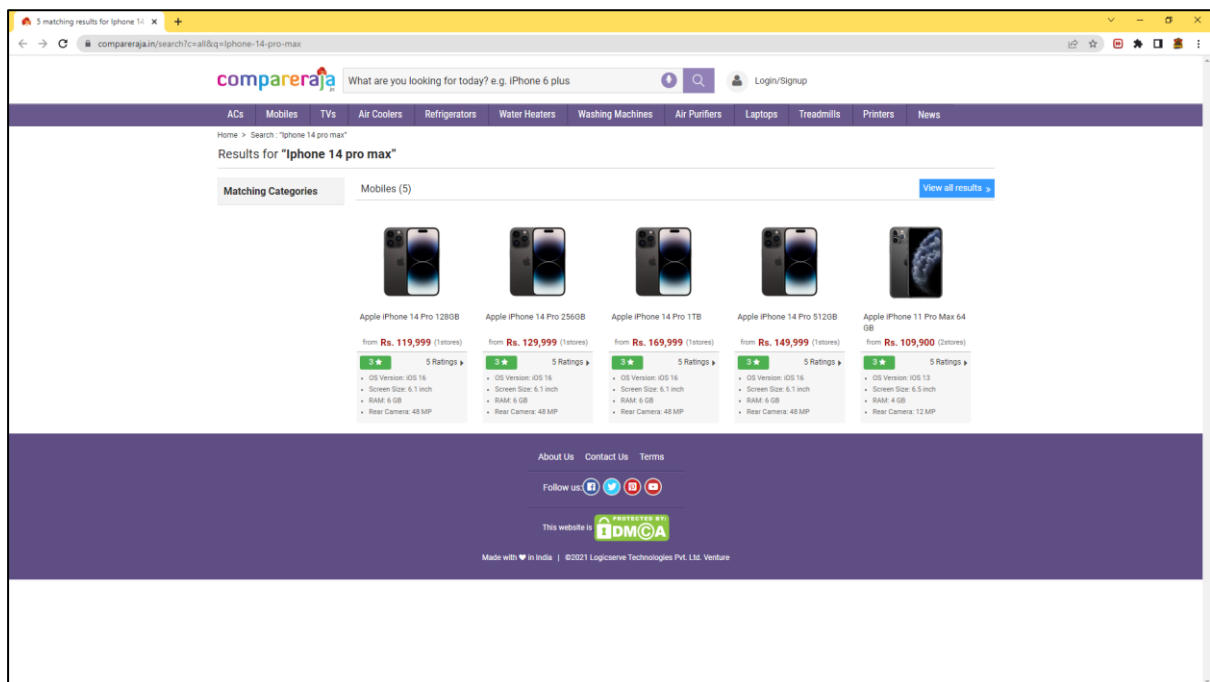 5 matching results for Iphone 14
compareraja.in/search?c=all&q=Iphone-14-pro-max
compareraja.in
What are you looking for today? e.g. iPhone 6 plus
Login/Signup
ACs Mobiles TVs Air Coolers Refrigerators Water Heaters Washing Machines Air Purifiers Laptops Treadmills Printers News
Home > Search : "Iphone 14 pro max"
Results for "Iphone 14 pro max"
Matching Categories
Mobiles (5)
View all results »
Apple iPhone 14 Pro 128GB
from Rs. 119,999 (1stores)
3★ 5 Ratings
OS Version: iOS 16
Screen Size: 6.1 inch
RAM: 6 GB
Rear Camera: 48 MP
Apple iPhone 14 Pro 256GB
from Rs. 129,999 (1stores)
3★ 5 Ratings
OS Version: iOS 16
Screen Size: 6.1 inch
RAM: 6 GB
Rear Camera: 48 MP
Apple iPhone 14 Pro 1TB
from Rs. 169,999 (1stores)
3★ 5 Ratings
OS Version: iOS 16
Screen Size: 6.1 inch
RAM: 6 GB
Rear Camera: 48 MP
Apple iPhone 14 Pro 512GB
from Rs. 149,999 (1stores)
3★ 5 Ratings
OS Version: iOS 16
Screen Size: 6.1 inch
RAM: 6 GB
Rear Camera: 48 MP
Apple iPhone 11 Pro Max 64
GB
from Rs. 109,900 (2stores)
3★ 5 Ratings
OS Version: iOS 13
Screen Size: 6.5 inch
RAM: 4 GB
Rear Camera: 12 MP
About Us Contact Us Terms
Follow us:
This website is PROTECTED BY:
DMCA
Made with ♥ in India | ©2021 Logicserve Technologies Pvt. Ltd. Venture